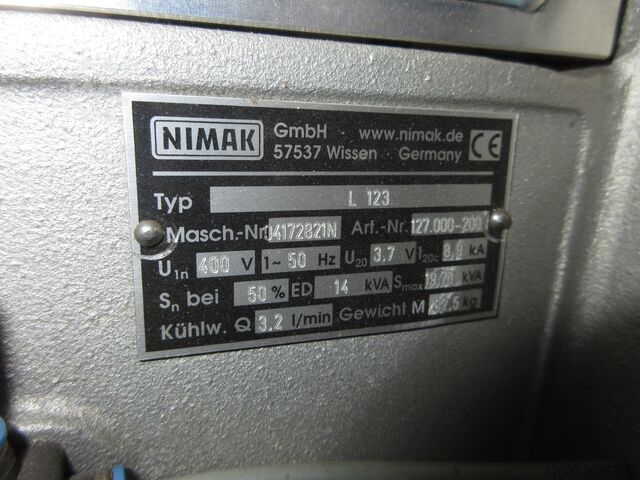 NIMAK GmbH · www.nimak.de
57537 Wissen · Germany CE
Typ L 123
Masch.-Nr. 04172821N Art.-Nr. 127.000-200
U1n 400 V 1~ 50 Hz U20 3.7 V I20c kA
Sn bei 50 % ED 14 kVA Smax kVA
Kühlw. Q 3.2 l/min Gewicht M kg